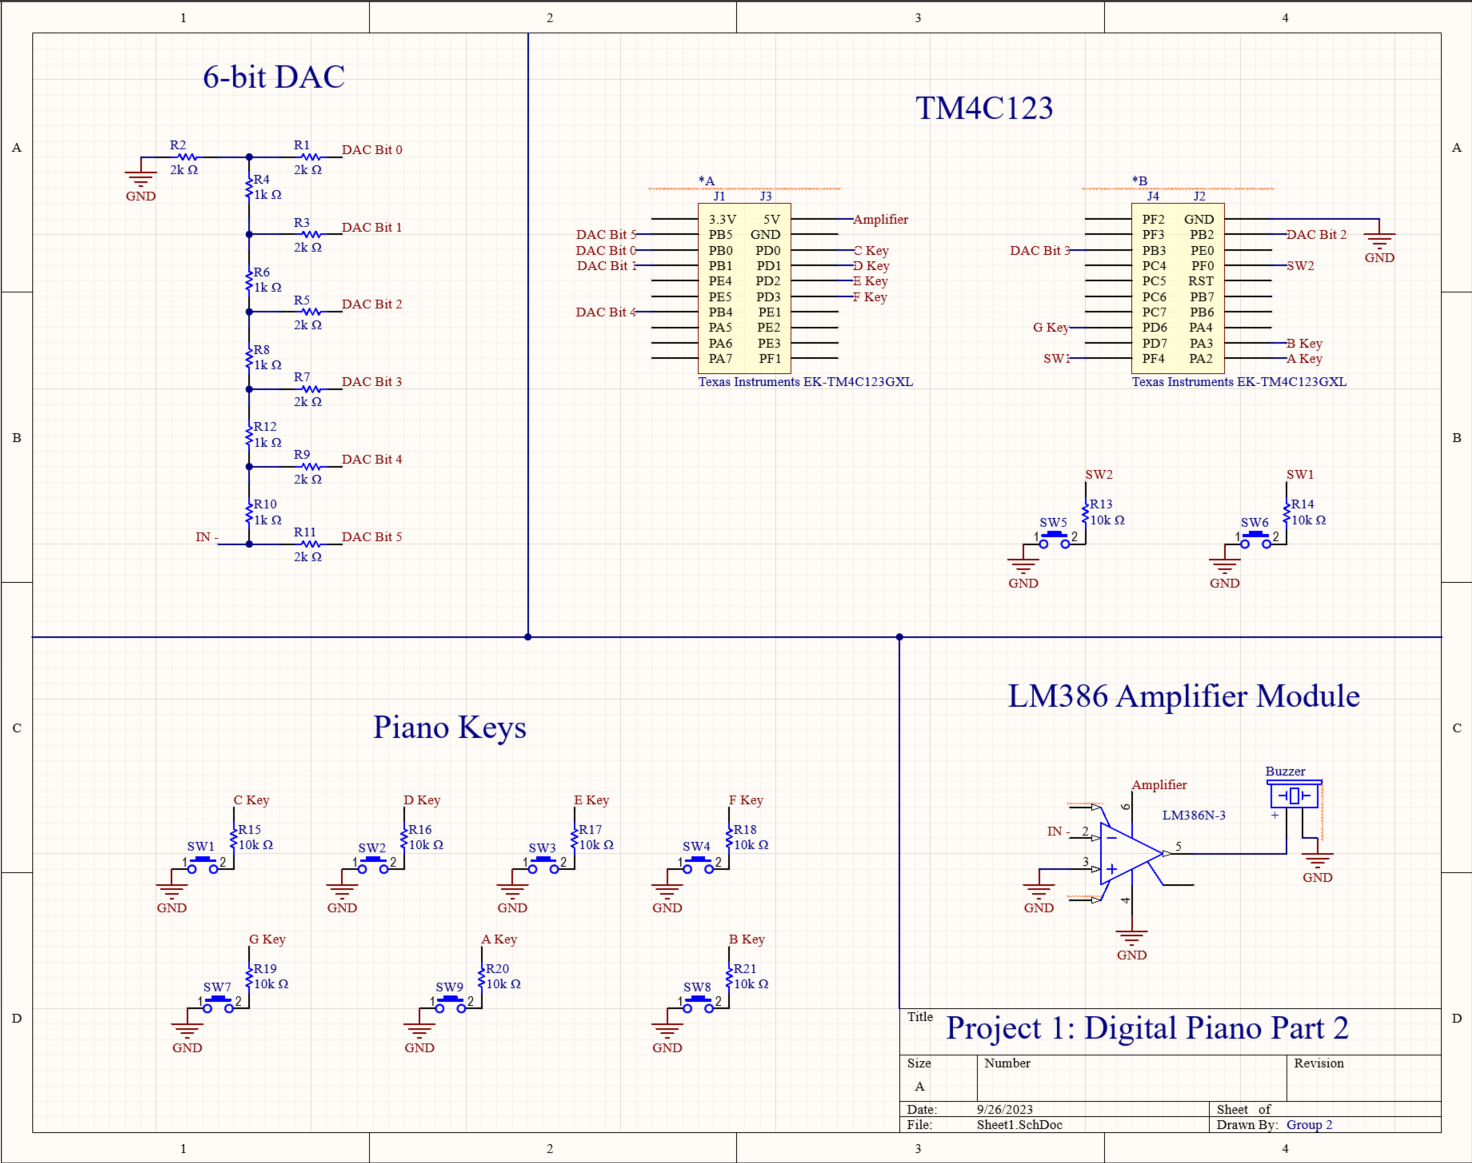 1 2 3 4
6-bit DAC
TM4C123
A A
R2
2k Ω
GND
R1
2k Ω
DAC Bit 0
R4
1k Ω
R3
2k Ω
DAC Bit 1
R6
1k Ω
R5
2k Ω
DAC Bit 2
R8
1k Ω
R7
2k Ω
DAC Bit 3
R12
1k Ω
R9
2k Ω
DAC Bit 4
R10
1k Ω
IN -
R11
2k Ω
DAC Bit 5
*A
J1 J3
3.3V 5V Amplifier
DAC Bit 5 PB5 GND
DAC Bit 0 PB0 PD0 C Key
DAC Bit 1 PB1 PD1 D Key
PE4 PD2 E Key
PE5 PD3 F Key
DAC Bit 4 PB4 PE1
PA5 PE2
PA6 PE3
PA7 PF1
Texas Instruments EK-TM4C123GXL
*B
J4 J2
PF2 GND
PF3 PB2 DAC Bit 2
DAC Bit 3 PB3 PE0
PC4 PF0 SW2
PC5 RST
PC6 PB7
PC7 PB6
G Key PD6 PA4
PD7 PA3 B Key
SW1 PF4 PA2 A Key
Texas Instruments EK-TM4C123GXL
GND
B B
SW2
R13
10k Ω
SW5
1 2
GND
SW1
R14
10k Ω
SW6
1 2
GND
C C
Piano Keys
C Key
R15
10k Ω
SW1
1 2
GND
D Key
R16
10k Ω
SW2
1 2
GND
E Key
R17
10k Ω
SW3
1 2
GND
F Key
R18
10k Ω
SW4
1 2
GND
G Key
R19
10k Ω
SW7
1 2
GND
A Key
R20
10k Ω
SW9
1 2
GND
B Key
R21
10k Ω
SW8
1 2
GND
LM386 Amplifier Module
Buzzer
+
Amplifier
6
LM386N-3
IN - 2
−
5
3
+
4
GND
GND
GND
D D
Title Project 1: Digital Piano Part 2
Size Number Revision
A
Date: 9/26/2023 Sheet of
File: Sheet1.SchDoc Drawn By: Group 2
1 2 3 4